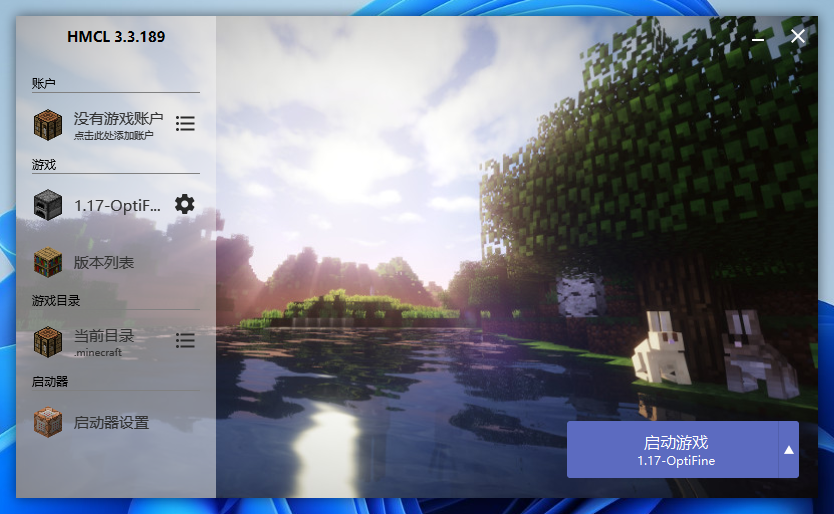 HMCL 3.3.189
账户
没有游戏账户
点击此处添加账户
游戏
1.17-OptiF...
版本列表
游戏目录
当前目录
.minecraft
启动器
启动器设置
启动游戏
1.17-OptiFine